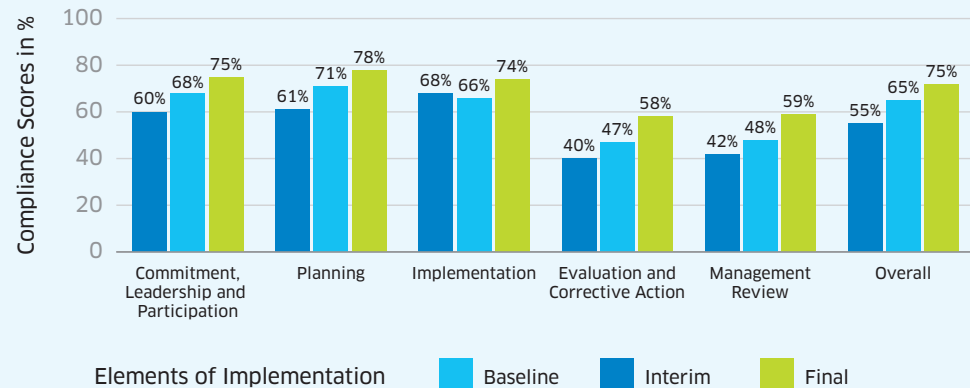 Compliance Scores in %
100
80
60
40
20
0
60% 68% 75%
61% 71% 78%
68% 66% 74%
40% 47% 58%
42% 48% 59%
55% 65% 75%
Commitment,
Leadership and
Participation
Planning
Implementation
Evaluation and
Corrective Action
Management
Review
Overall
Elements of Implementation Baseline Interim Final